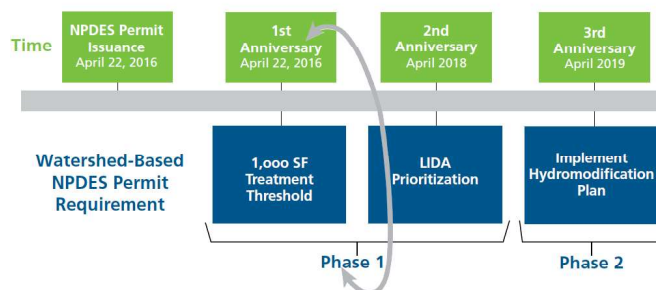 Time
NPDES Permit
Issuance
April 22, 2016
1st
Anniversary
April 22, 2016
2nd
Anniversary
April 2018
3rd
Anniversary
April 2019
Watershed-Based
NPDES Permit
Requirement
1,ooo SF
Treatment
Threshold
LIDA
Prioritization
Implement
Hydromodification
Plan
Phase 1
Phase 2